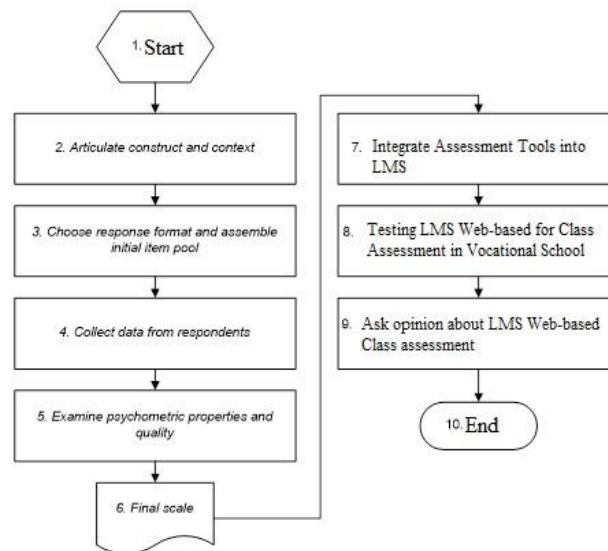 1. Start
2. Articulate construct and context
3. Choose response format and assemble
initial item pool
4. Collect data from respondents
5. Examine psychometric properties and
quality
6. Final scale
7. Integrate Assessment Tools into
LMS
8. Testing LMS Web-based for Class
Assessment in Vocational School
9. Ask opinion about LMS Web-based
Class assessment
10. End